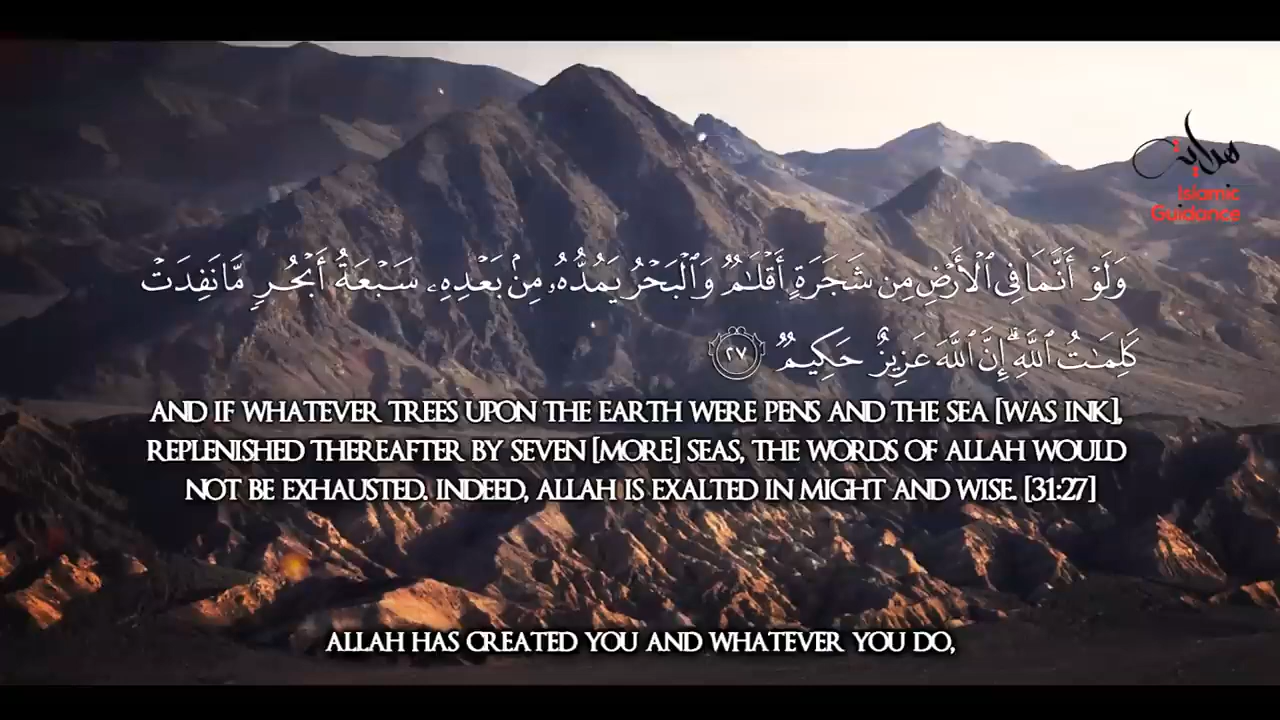 هداية
Islamic
Guidance
وَلَوْ أَنَّمَا فِى ٱلْأَرْضِ مِن شَجَرَةٍ أَقْلَـٰمٌ وَٱلْبَحْرُ يَمُدُّهُۥ مِنۢ بَعْدِهِۦ سَبْعَةُ أَبْحُرٍ مَّا نَفِدَتْ
كَلِمَـٰتُ ٱللَّهِ ۗ إِنَّ ٱللَّهَ عَزِيزٌ حَكِيمٌ ٢٧
AND IF WHATEVER TREES UPON THE EARTH WERE PENS AND THE SEA [WAS INK],
REPLENISHED THEREAFTER BY SEVEN [MORE] SEAS, THE WORDS OF ALLAH WOULD
NOT BE EXHAUSTED. INDEED, ALLAH IS EXALTED IN MIGHT AND WISE. [31:27]
ALLAH HAS CREATED YOU AND WHATEVER YOU DO,